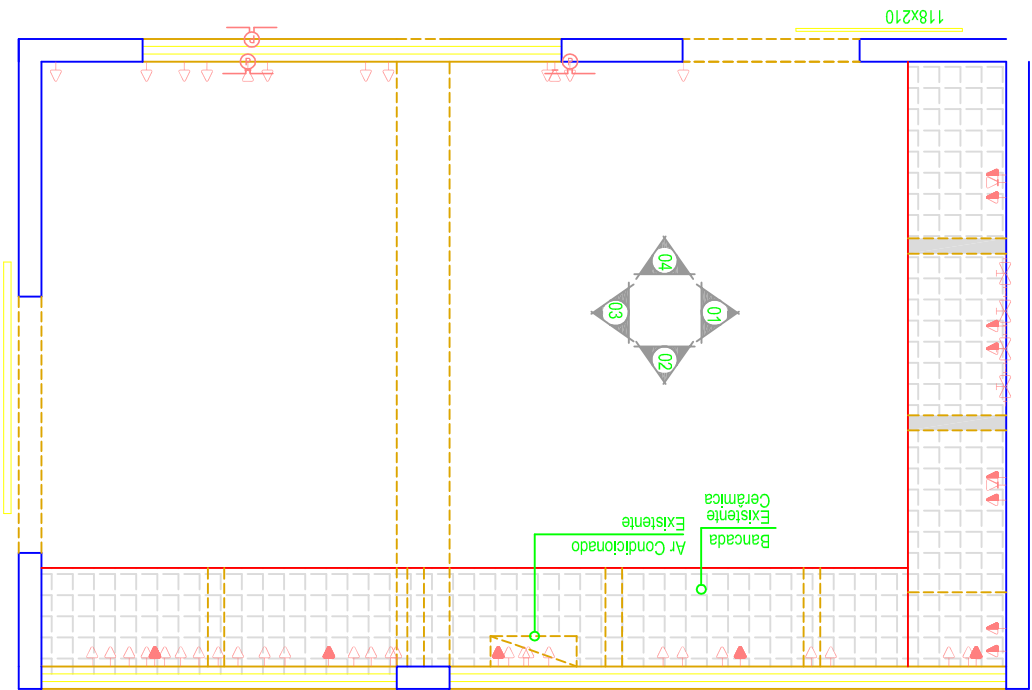 Bancada
Existente
Cerâmica
Ar Condicionado
Existente
02
01
03
04
P
P
P
118x210